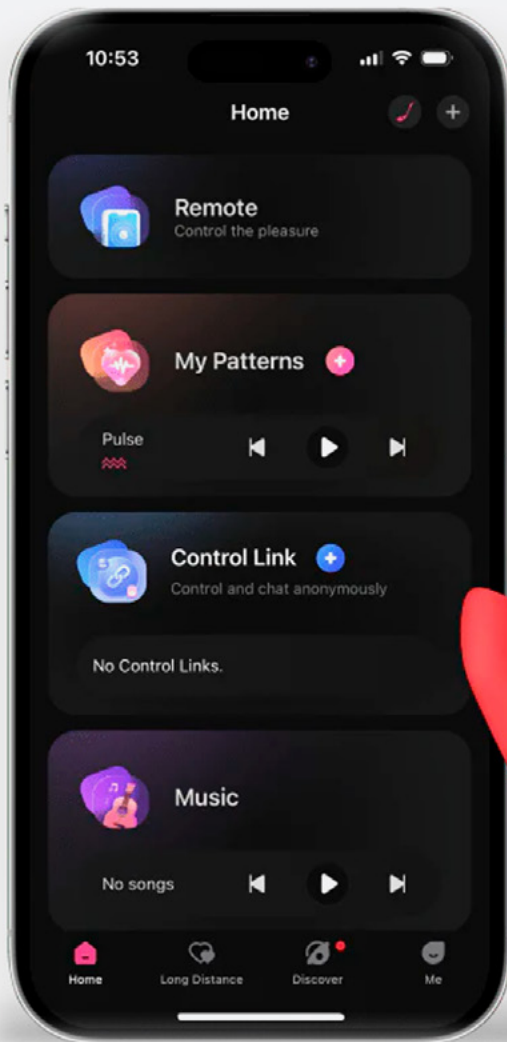 10:53
Home
Remote
Control the pleasure
My Patterns
Pulse
Control Link
Control and chat anonymously
No Control Links.
Music
No songs
Home
Long Distance
Discover
Me